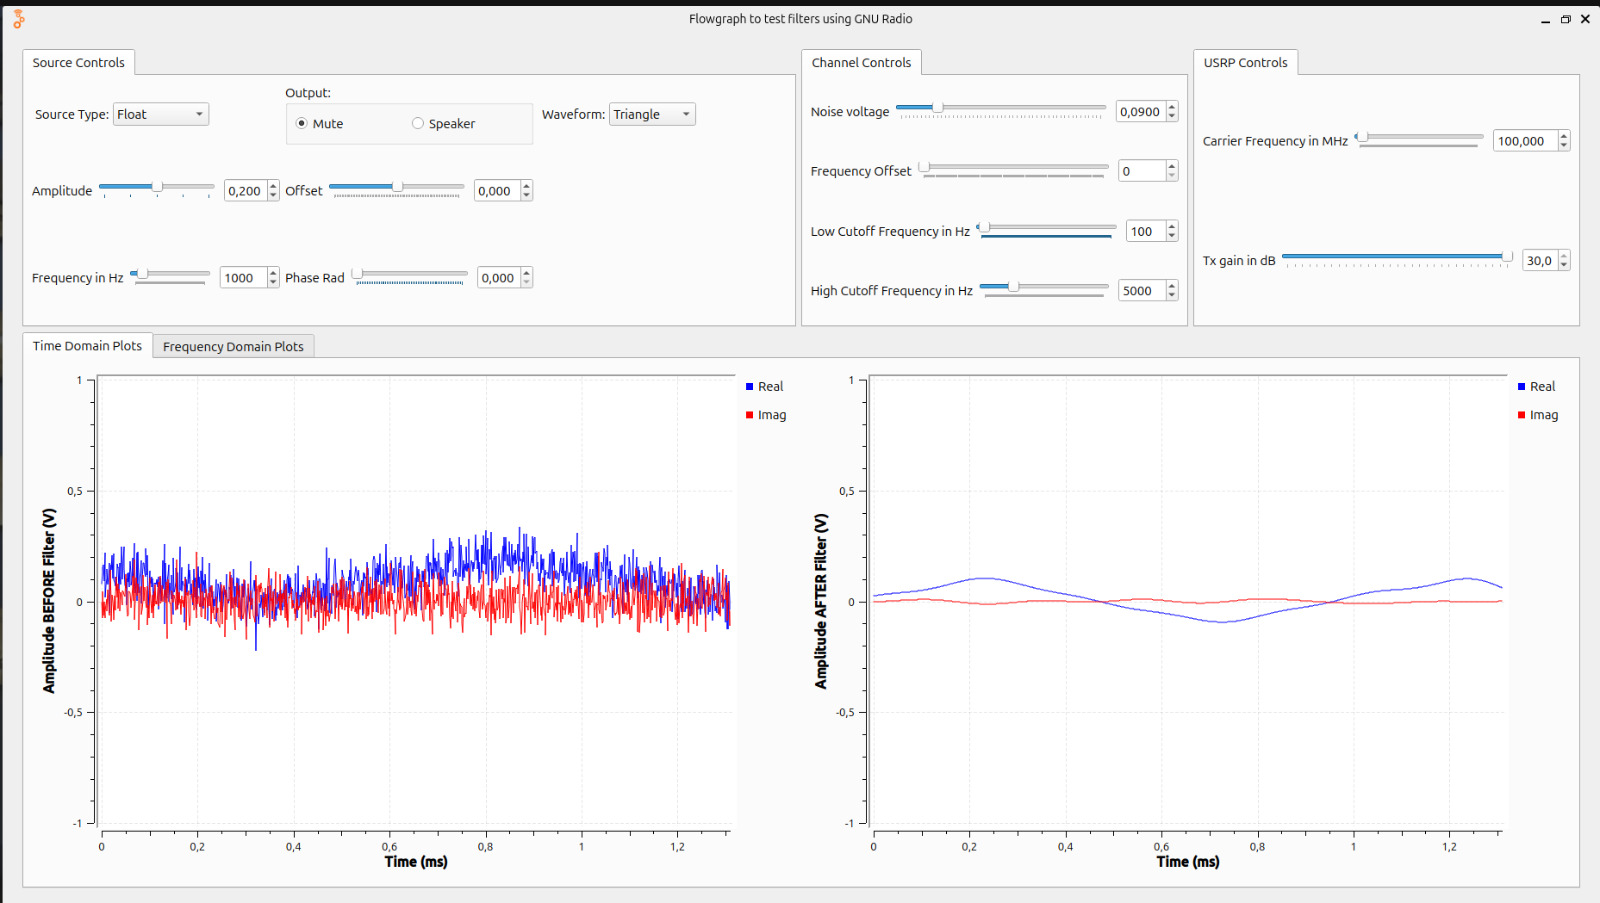 Flowgraph to test filters using GNU Radio
Source Controls
Source Type: Float
Output:
Mute
Speaker
Waveform: Triangle
Amplitude 0,200
Offset 0,000
Frequency in Hz 1000
Phase Rad 0,000
Channel Controls
Noise voltage 0,0900
Frequency Offset 0
Low Cutoff Frequency in Hz 100
High Cutoff Frequency in Hz 5000
USRP Controls
Carrier Frequency in MHz 100,000
Tx gain in dB 30,0
Time Domain Plots
Frequency Domain Plots
Amplitude BEFORE Filter (V)
1
0,5
0
-0,5
-1
0 0,2 0,4 0,6 0,8 1 1,2
Time (ms)
Real
Imag
Amplitude AFTER Filter (V)
1
0,5
0
-0,5
-1
0 0,2 0,4 0,6 0,8 1 1,2
Time (ms)
Real
Imag